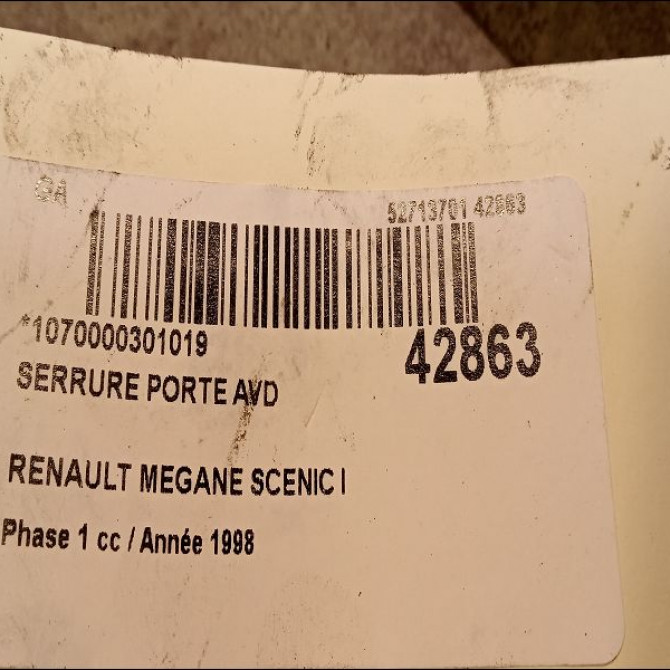 GA
52713701 42863
*1070000301019
42863
SERRURE PORTE AVD
RENAULT MEGANE SCENIC I
Phase 1 cc / Année 1998